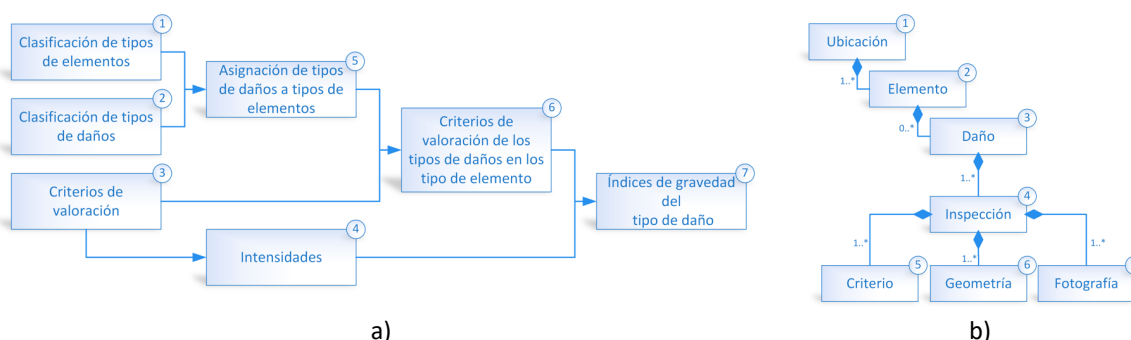 1
Clasificación de tipos
de elementos
2
Clasificación de tipos
de daños
3
Criterios de
valoración
5
Asignación de tipos
de daños a tipos de
elementos
4
Intensidades
6
Criterios de
valoración de los
tipos de daños en los
tipo de elemento
7
Índices de gravedad
del
tipo de daño
a)
1
Ubicación
1..*
2
Elemento
0..*
3
Daño
1..*
4
Inspección
1..*
1..*
1..*
5
Criterio
6
Geometría
Fotografía
b)